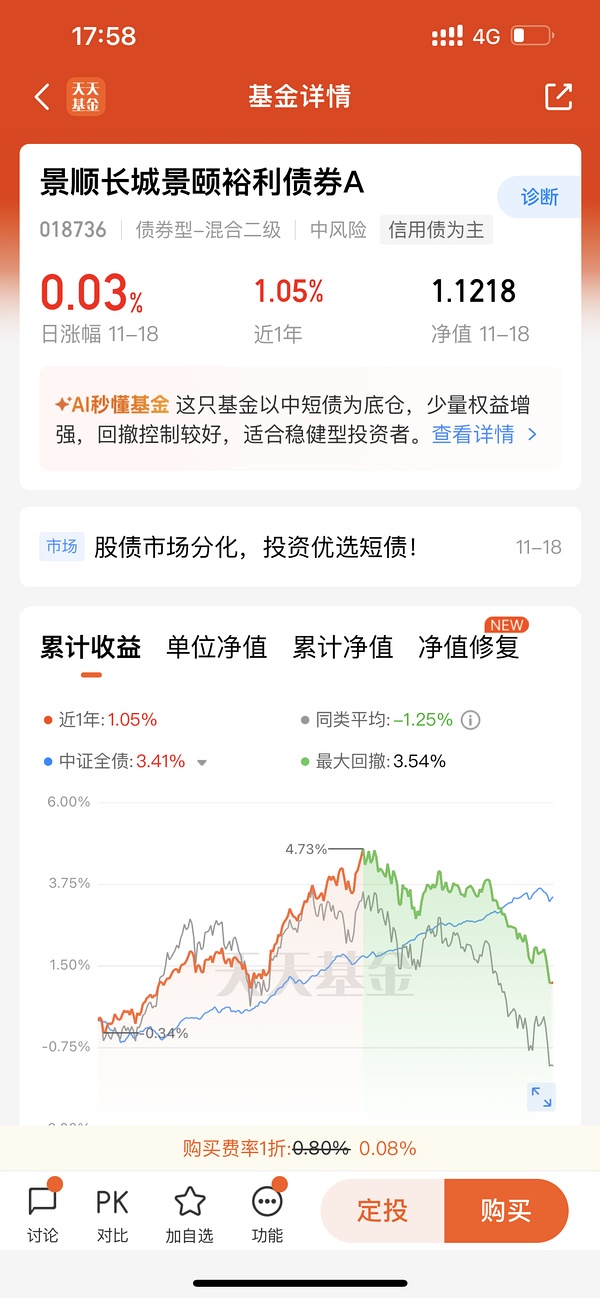 17:58
4G
天天基金
基金详情
景顺长城景颐裕利债券A
诊断
018736 债券型-混合二级 中风险 信用债为主
0.03% 1.05% 1.1218
日涨幅 11-18 近1年 净值 11-18
AI秒懂基金 这只基金以中短债为底仓，少量权益增
强，回撤控制较好，适合稳健型投资者。查看详情
市场 股债市场分化，投资优选短债！ 11-18
NEW
累计收益 单位净值 累计净值 净值修复
近1年:1.05% 同类平均:-1.25%
中证全债:3.41% 最大回撤:3.54%
6.00%
4.73%
3.75%
1.50%
天天基金
-0.34%
-0.75%
购买费率1折:0.80% 0.08%
讨论 PK 对比 加自选 功能 定投 购买